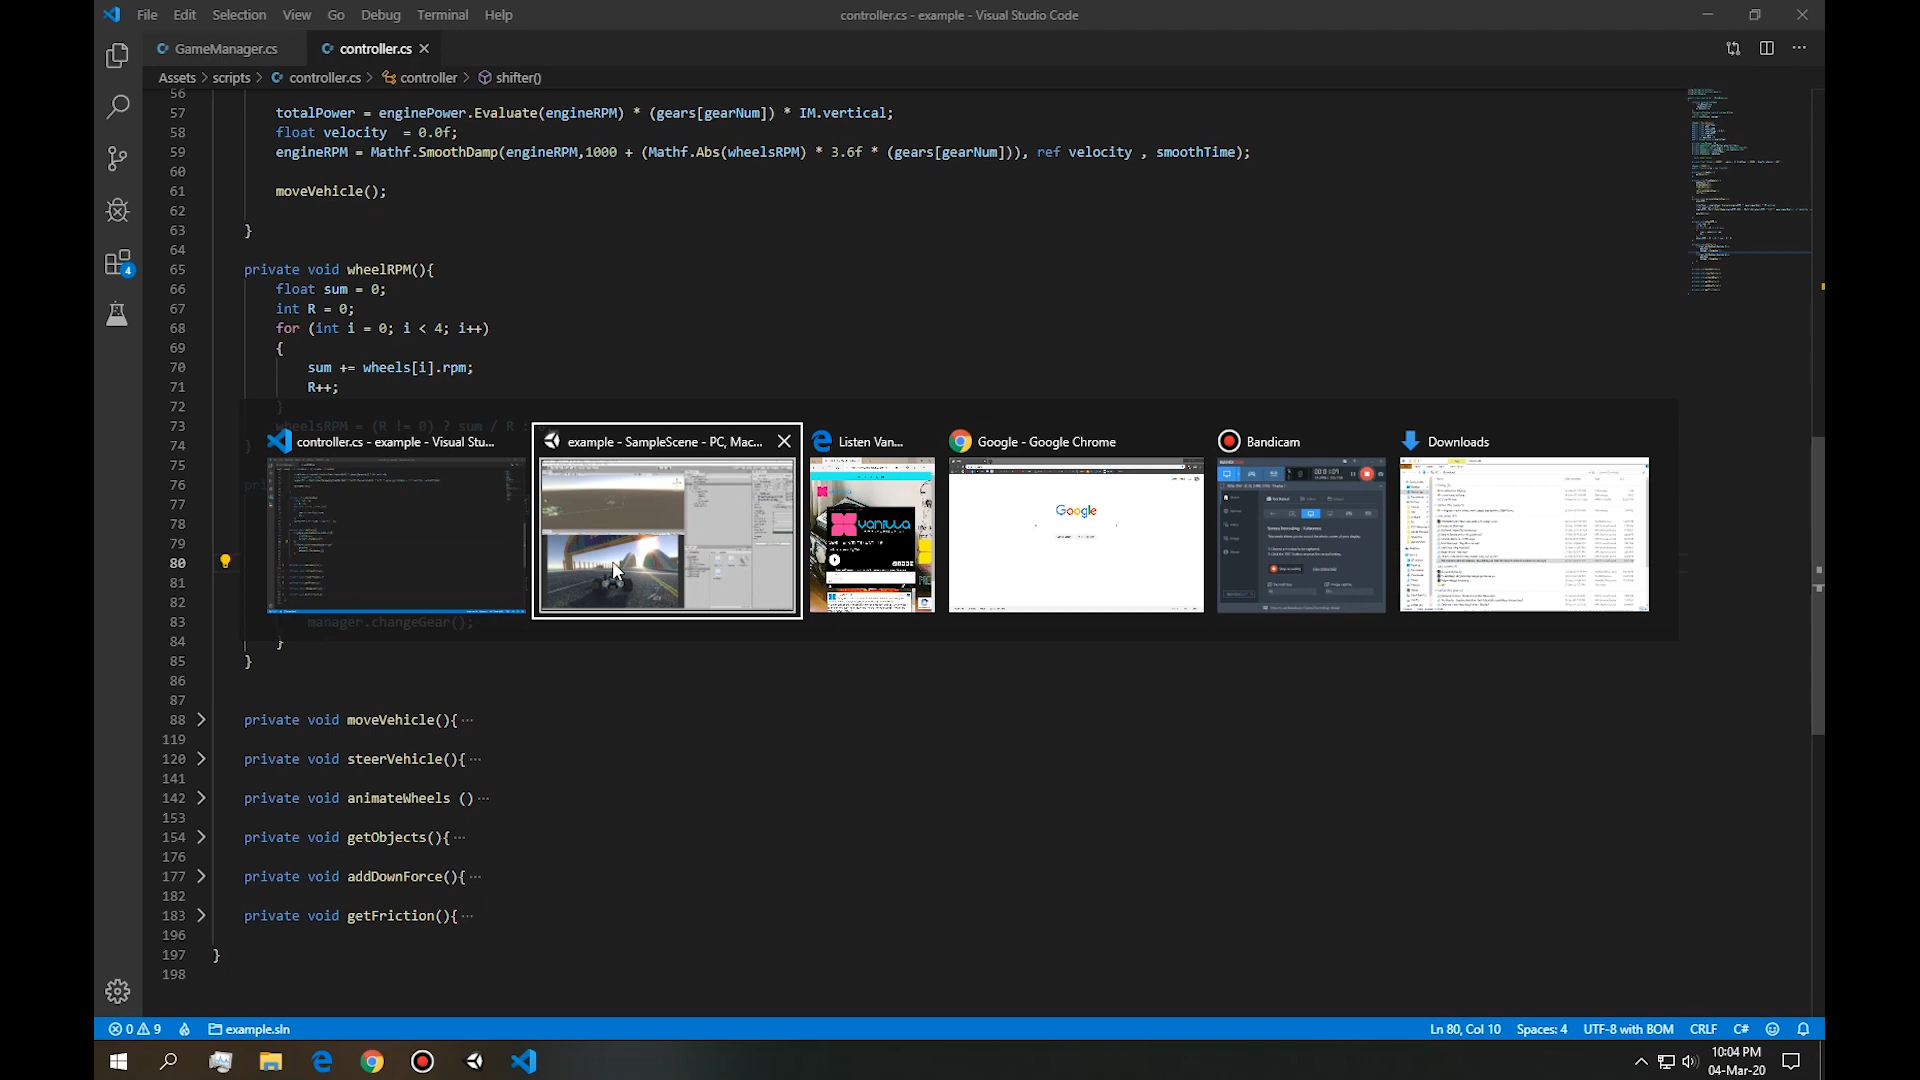 File Edit Selection View Go Debug Terminal Help
controller.cs - example - Visual Studio Code
GameManager.cs
controller.cs
Assets > scripts > controller.cs > controller > shifter()
56
57 totalPower = enginePower.Evaluate(engineRPM) * (gears[gearNum]) * IM.vertical;
58 float velocity  = 0.0f;
59 engineRPM = Mathf.SmoothDamp(engineRPM,1000 + (Mathf.Abs(wheelsRPM) * 3.6f * (gears[gearNum])), ref velocity , smoothTime);
60
61 moveVehicle();
62
63 }
64
65 private void wheelRPM(){
66 float sum = 0;
67 int R = 0;
68 for (int i = 0; i < 4; i++)
69 {
70 sum += wheels[i].rpm;
71 R++;
72 }
73 wheelsRPM = (R != 0) ? sum / R :
74 }
75
76
77
78
79
80
81
82
83 manager.changeGear();
84 }
85 }
86
87
88 private void moveVehicle(){ ...
119
120 private void steerVehicle(){ ...
141
142 private void animateWheels () ...
153
154 private void getObjects(){ ...
176
177 private void addDownForce(){ ...
182
183 private void getFriction(){ ...
196
197 }
198
4
controller.cs - example - Visual Stu...
example - SampleScene - PC, Mac...
Listen Van...
Google - Google Chrome
Bandicam
Downloads
VANILLA
Google
0 9 example.sln
Ln 80, Col 10 Spaces: 4 UTF-8 with BOM CRLF C#
10:04 PM
04-Mar-20